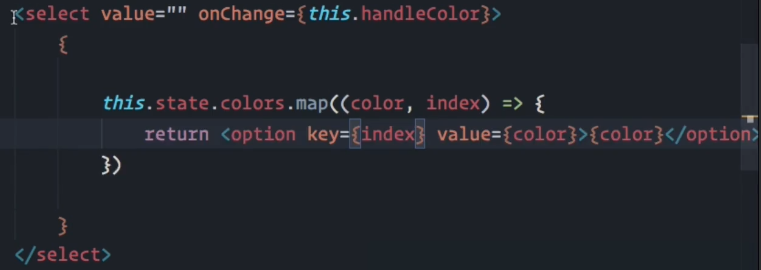 <select value="" onChange={this.handleColor}>
{
this.state.colors.map((color, index) => {
return <option key={index} value={color}>{color}</option>
})
}
</select>